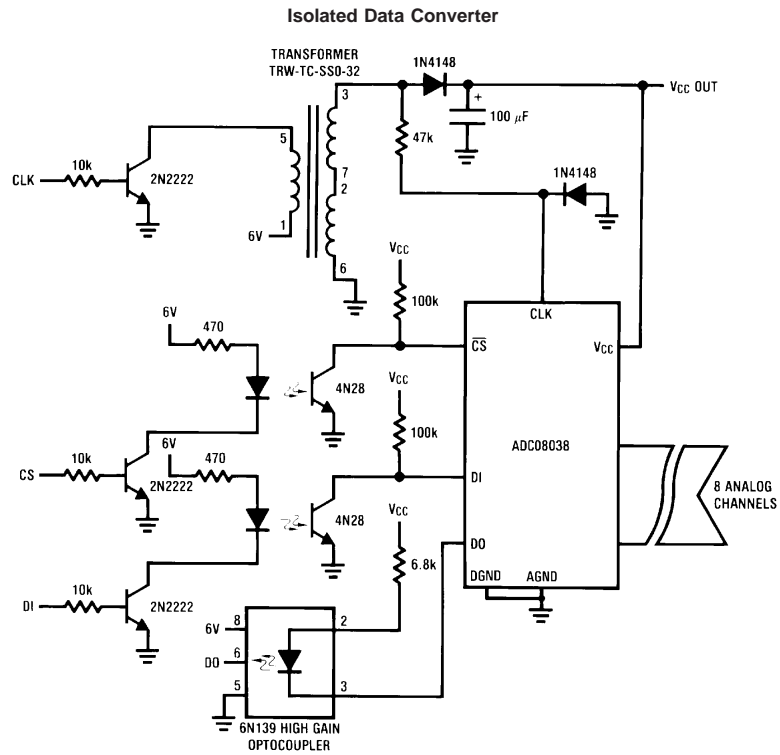 Isolated Data Converter
TRANSFORMER
TRW-TC-SS0-32
1N4148
3
VCC OUT
+
100 µF
5
47k
10k
7
1N4148
CLK
2N2222
2
1
6V
6
VCC
100k
CLK
6V
470
CS
VCC
VCC
4N28
ADC08038
100k
10k
6V
470
CS
2N2222
DI
8 ANALOG
CHANNELS
4N28
VCC
DO
6.8k
10k
DGND
AGND
DI
2N2222
8
2
6V
6
DO
5
3
6N139 HIGH GAIN
OPTOCOUPLER